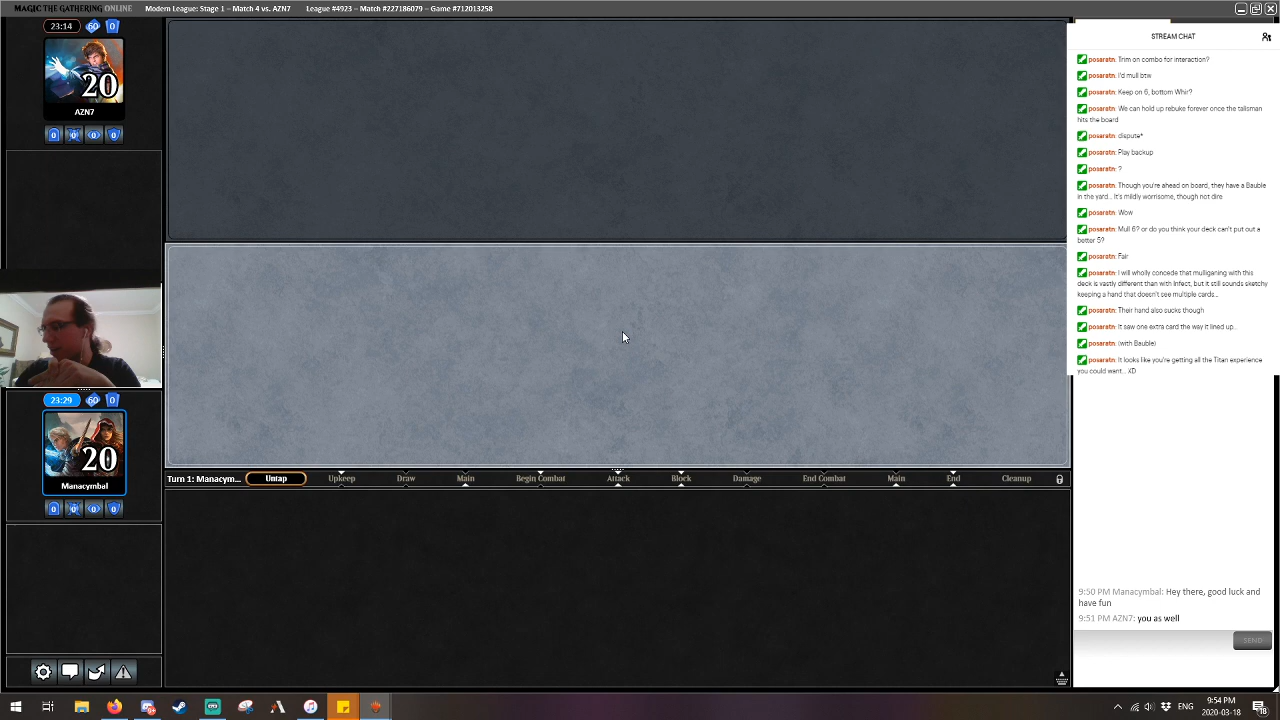 MAGIC THE GATHERING ONLINE
Modern League: Stage 1 – Match 4 vs. AZN7
League #4923 – Match #227186079 – Game #712013258
23:14
60
0
20
AZN7
0
0
0
0
STREAM CHAT
posaratn: Trim on combo for interaction?
posaratn: I'd mull btw
posaratn: Keep on 6, bottom Whir?
posaratn: We can hold up rebuke forever once the talisman
hits the board
posaratn: dispute*
posaratn: Play backup
posaratn: ?
posaratn: Though you're ahead on board, they have a Bauble
in the yard... It's mildly worrisome, though not dire
posaratn: Wow
posaratn: Mull 6? or do you think your deck can't put out a
better 5?
posaratn: Fair
posaratn: I will wholly concede that mulliganing with this
deck is vastly different than with Infect, but it still sounds sketchy
keeping a hand that doesn't see multiple cards...
posaratn: Their hand also sucks though
posaratn: It saw one extra card the way it lined up...
posaratn: (with Bauble)
posaratn: It looks like you're getting all the Titan experience
you could want... XD
23:29
60
0
20
Manacymbal
0
0
0
0
Turn 1: Manacym...
Untap
Upkeep
Draw
Main
Begin Combat
Attack
Block
Damage
End Combat
Main
End
Cleanup
9:50 PM Manacymbal: Hey there, good luck and
have fun
9:51 PM AZN7: you as well
SEND
ENG
9:54 PM
2020-03-18